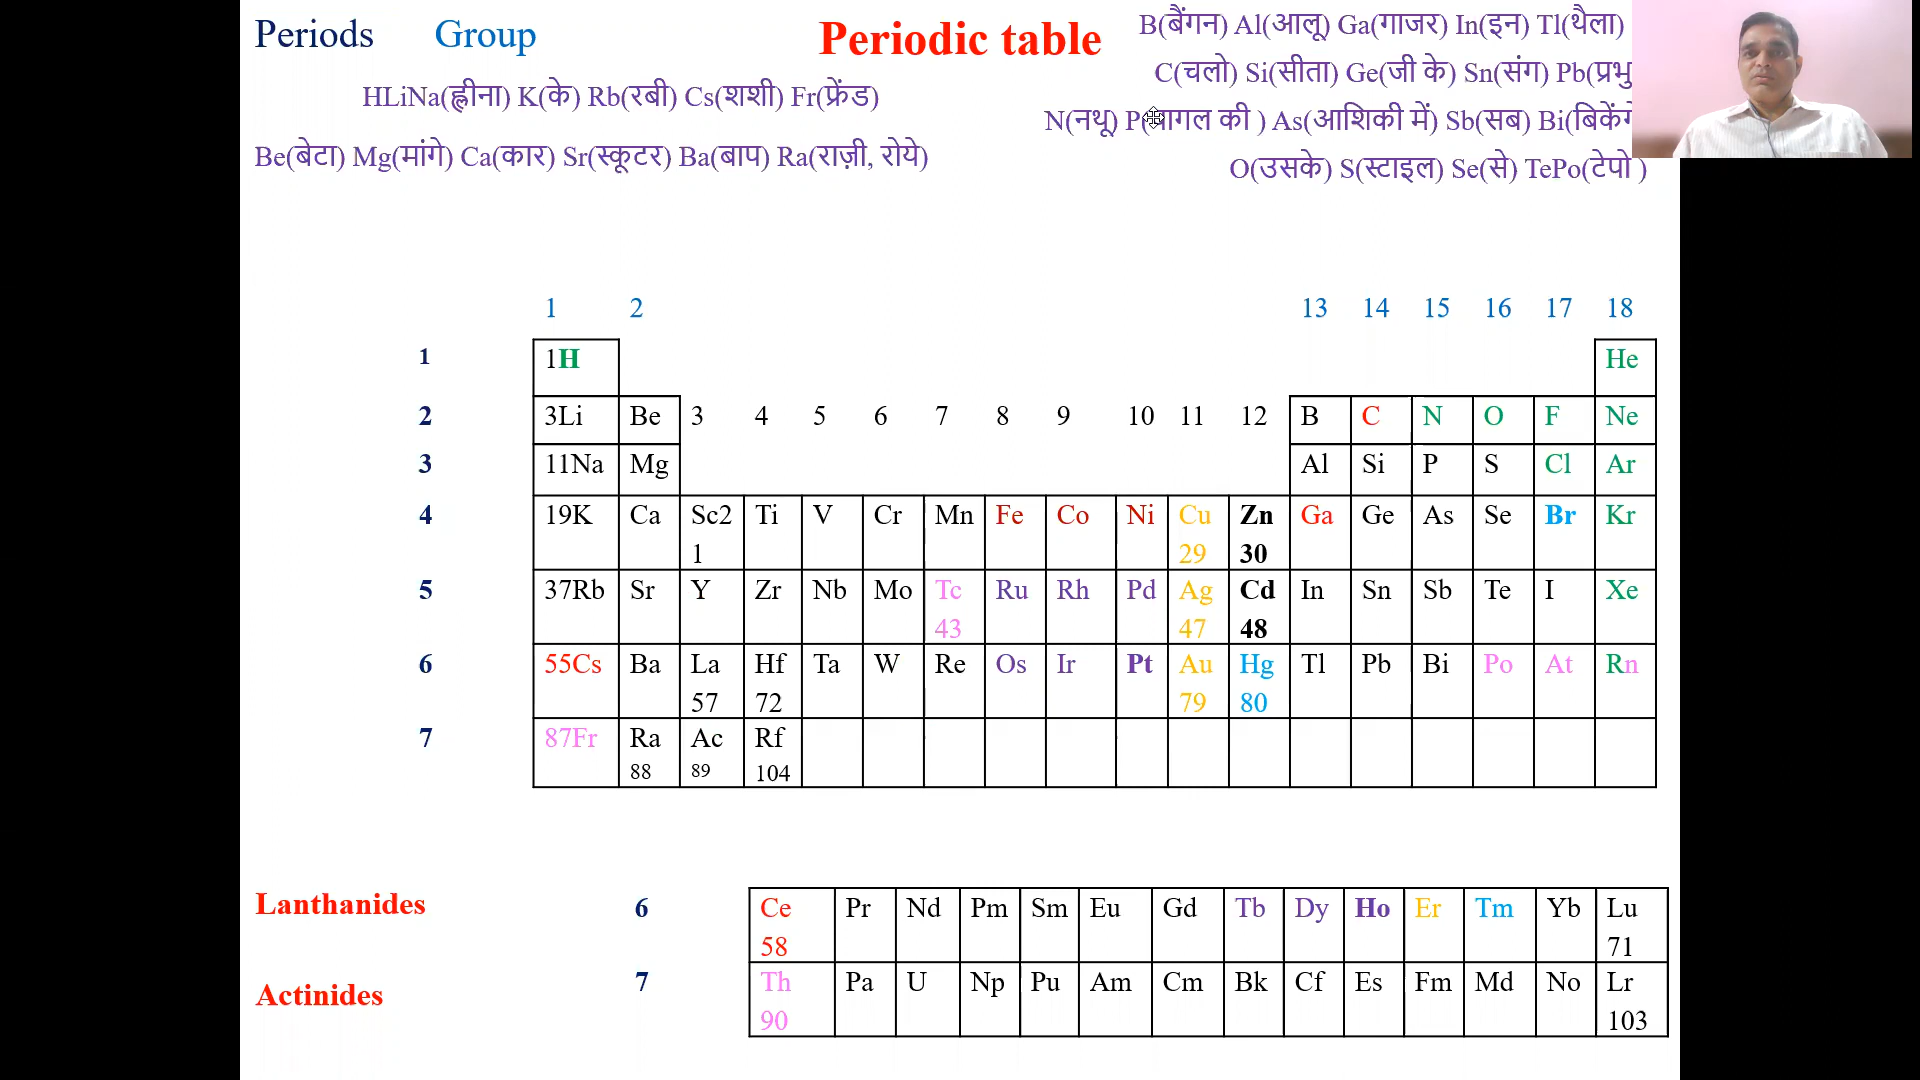 Periods Group Periodic table
B(बैंगन) Al(आलू) Ga(गाजर) In(इन) Tl(थैला)
C(चलो) Si(सीता) Ge(जी के) Sn(संग) Pb(प्रभु
HLiNa(ह्लीना) K(के) Rb(रबी) Cs(शशी) Fr(फ्रेंड)
N(नथू) P(पागल की ) As(आशिकी में) Sb(सब) Bi(बिकेंगे
Be(बेटा) Mg(मांगे) Ca(कार) Sr(स्कूटर) Ba(बाप) Ra(राज़ी, रोये)
O(उसके) S(स्टाइल) Se(से) TePo(टेपो )
1 2 13 14 15 16 17 18
1 1H He
2 3Li Be 3 4 5 6 7 8 9 10 11 12 B C N O F Ne
3 11Na Mg Al Si P S Cl Ar
4 19K Ca Sc2 Ti V Cr Mn Fe Co Ni Cu Zn Ga Ge As Se Br Kr
1 29 30
5 37Rb Sr Y Zr Nb Mo Tc Ru Rh Pd Ag Cd In Sn Sb Te I Xe
43 47 48
6 55Cs Ba La Hf Ta W Re Os Ir Pt Au Hg Tl Pb Bi Po At Rn
57 72 79 80
7 87Fr Ra Ac Rf
88 89 104
Lanthanides 6 Ce Pr Nd Pm Sm Eu Gd Tb Dy Ho Er Tm Yb Lu
58 71
Actinides 7 Th Pa U Np Pu Am Cm Bk Cf Es Fm Md No Lr
90 103